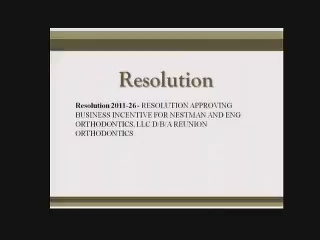 Resolution
Resolution 2011-26 - RESOLUTION APPROVING
BUSINESS INCENTIVE FOR NESTMAN AND ENG
ORTHODONTICS, LLC D/B/A REUNION
ORTHODONTICS